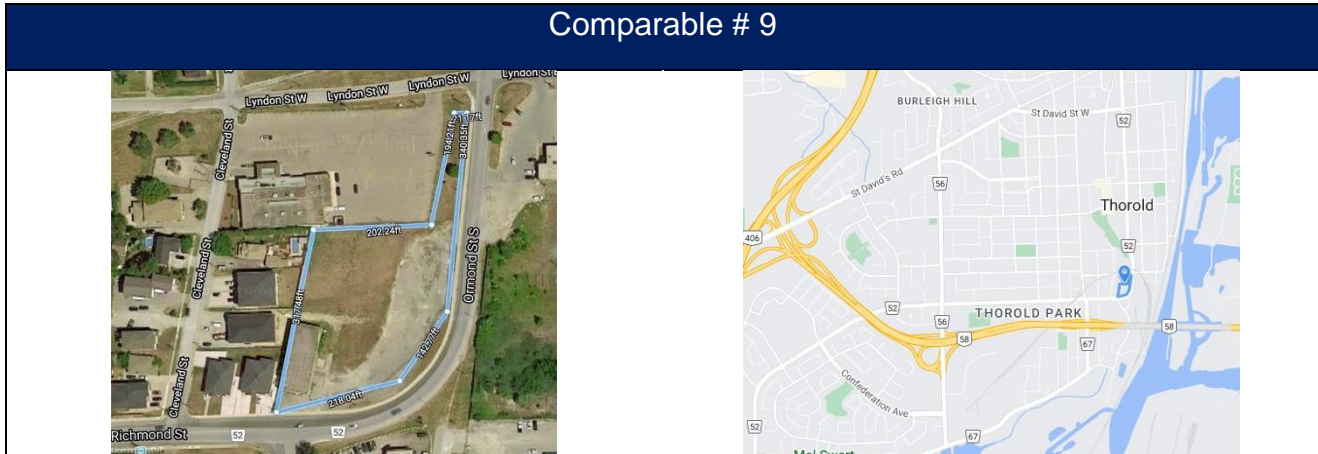 Comparable # 9
Lyndon St W
Lyndon St W
Lyndon St W
Lyndon St E
Cleveland St
194.21ft
21.17ft
340.35ft
202.24ft
Ormond St S
Cleveland St
317.48ft
142.77ft
Cleveland St
218.04ft
Richmond St
52
52
BURLEIGH HILL
St David St W
52
St David's Rd
56
Thorold
406
52
52
56
THOROLD PARK
58
58
67
Confederation Ave
52
67